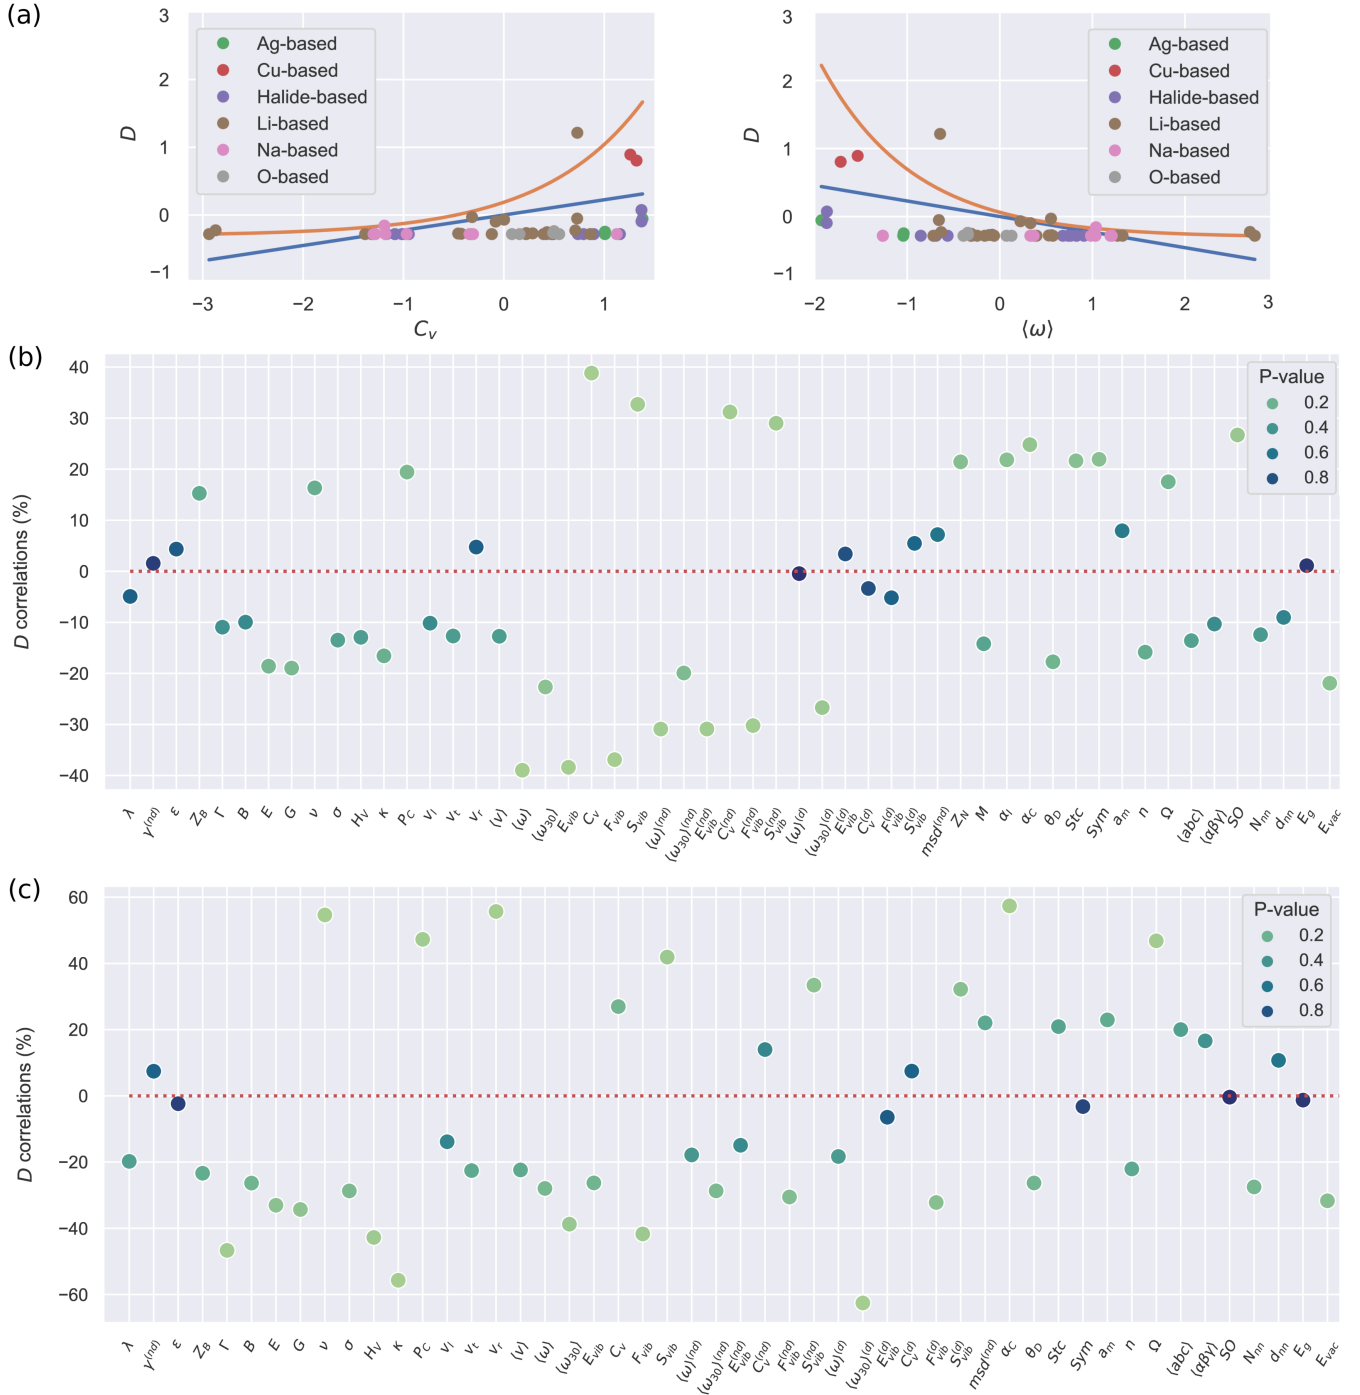 (a)
3
2
1
0
−1
D
Ag-based
Cu-based
Halide-based
Li-based
Na-based
O-based
−3 −2 −1 0 1
C_v
3
2
1
0
−1
D
Ag-based
Cu-based
Halide-based
Li-based
Na-based
O-based
−2 −1 0 1 2 3
⟨ω⟩
(b)
40
30
20
10
0
−10
−20
−30
−40
D correlations (%)
P-value
0.2
0.4
0.6
0.8
λ γ^(nd) ε Z_B Γ B E G ν σ H_V κ P_C v_l v_t v_r ⟨v⟩ ⟨ω⟩ ⟨ω_30⟩ E_vib C_v F_vib S_vib ⟨ω⟩^(nd) ⟨ω_30⟩^(nd) E_vib^(nd) C_v^(nd) F_vib^(nd) S_vib^(nd) ⟨ω⟩^(d) ⟨ω_30⟩^(d) E_vib^(d) C_v^(d) F_vib^(d) S_vib^(d) msd^(nd) Z_N M α_I α_C θ_D Stc Sym a_m n Ω ⟨abc⟩ ⟨αβγ⟩ SO N_nn d_nn E_g E_vac
(c)
60
40
20
0
−20
−40
−60
D correlations (%)
P-value
0.2
0.4
0.6
0.8
λ γ^(nd) ε Z_B Γ B E G ν σ H_V κ P_C v_l v_t v_r ⟨v⟩ ⟨ω⟩ ⟨ω_30⟩ E_vib C_v F_vib S_vib ⟨ω⟩^(nd) ⟨ω_30⟩^(nd) E_vib^(nd) C_v^(nd) F_vib^(nd) S_vib^(nd) ⟨ω⟩^(d) ⟨ω_30⟩^(d) E_vib^(d) C_v^(d) F_vib^(d) S_vib^(d) msd^(nd) α_C θ_D Stc Sym a_m n Ω ⟨abc⟩ ⟨αβγ⟩ SO N_nn d_nn E_g E_vac